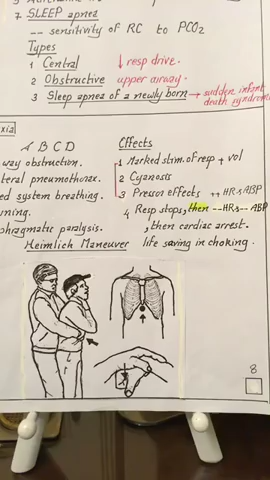 7 SLEEP apnea
-- sensitivity of RC to PCO2
Types
1 Central ↓ resp drive.
2 Obstructive upper airway.
3 Sleep apnea of a newborn → sudden infant
death syndrome
xia
A B C D
way obstruction.
teral pneumothorax.
ed system breathing.
ning.
phragmatic paralysis.
Effects
1 Marked stim. of resp + vol
2 Cyanosis
3 Pressor effects ++ HR & ABP
4 Resp stops, then --HR &-- ABP
, then cardiac arrest.
Heimlich Maneuver life saving in choking.
8